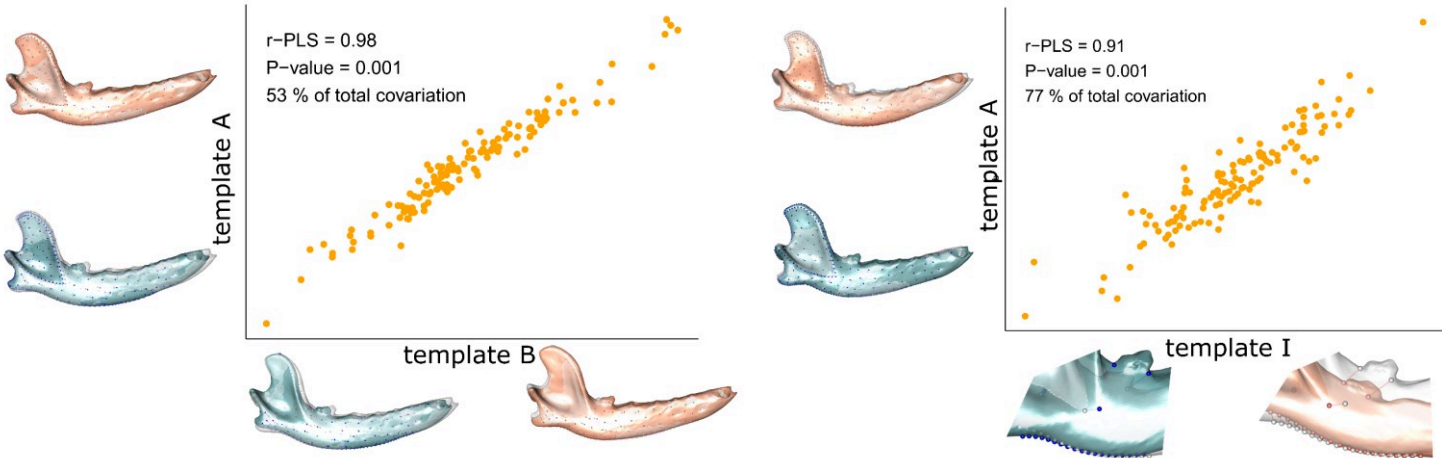 r−PLS = 0.98
P−value = 0.001
53 % of total covariation
template A
template B
r−PLS = 0.91
P−value = 0.001
77 % of total covariation
template A
template I